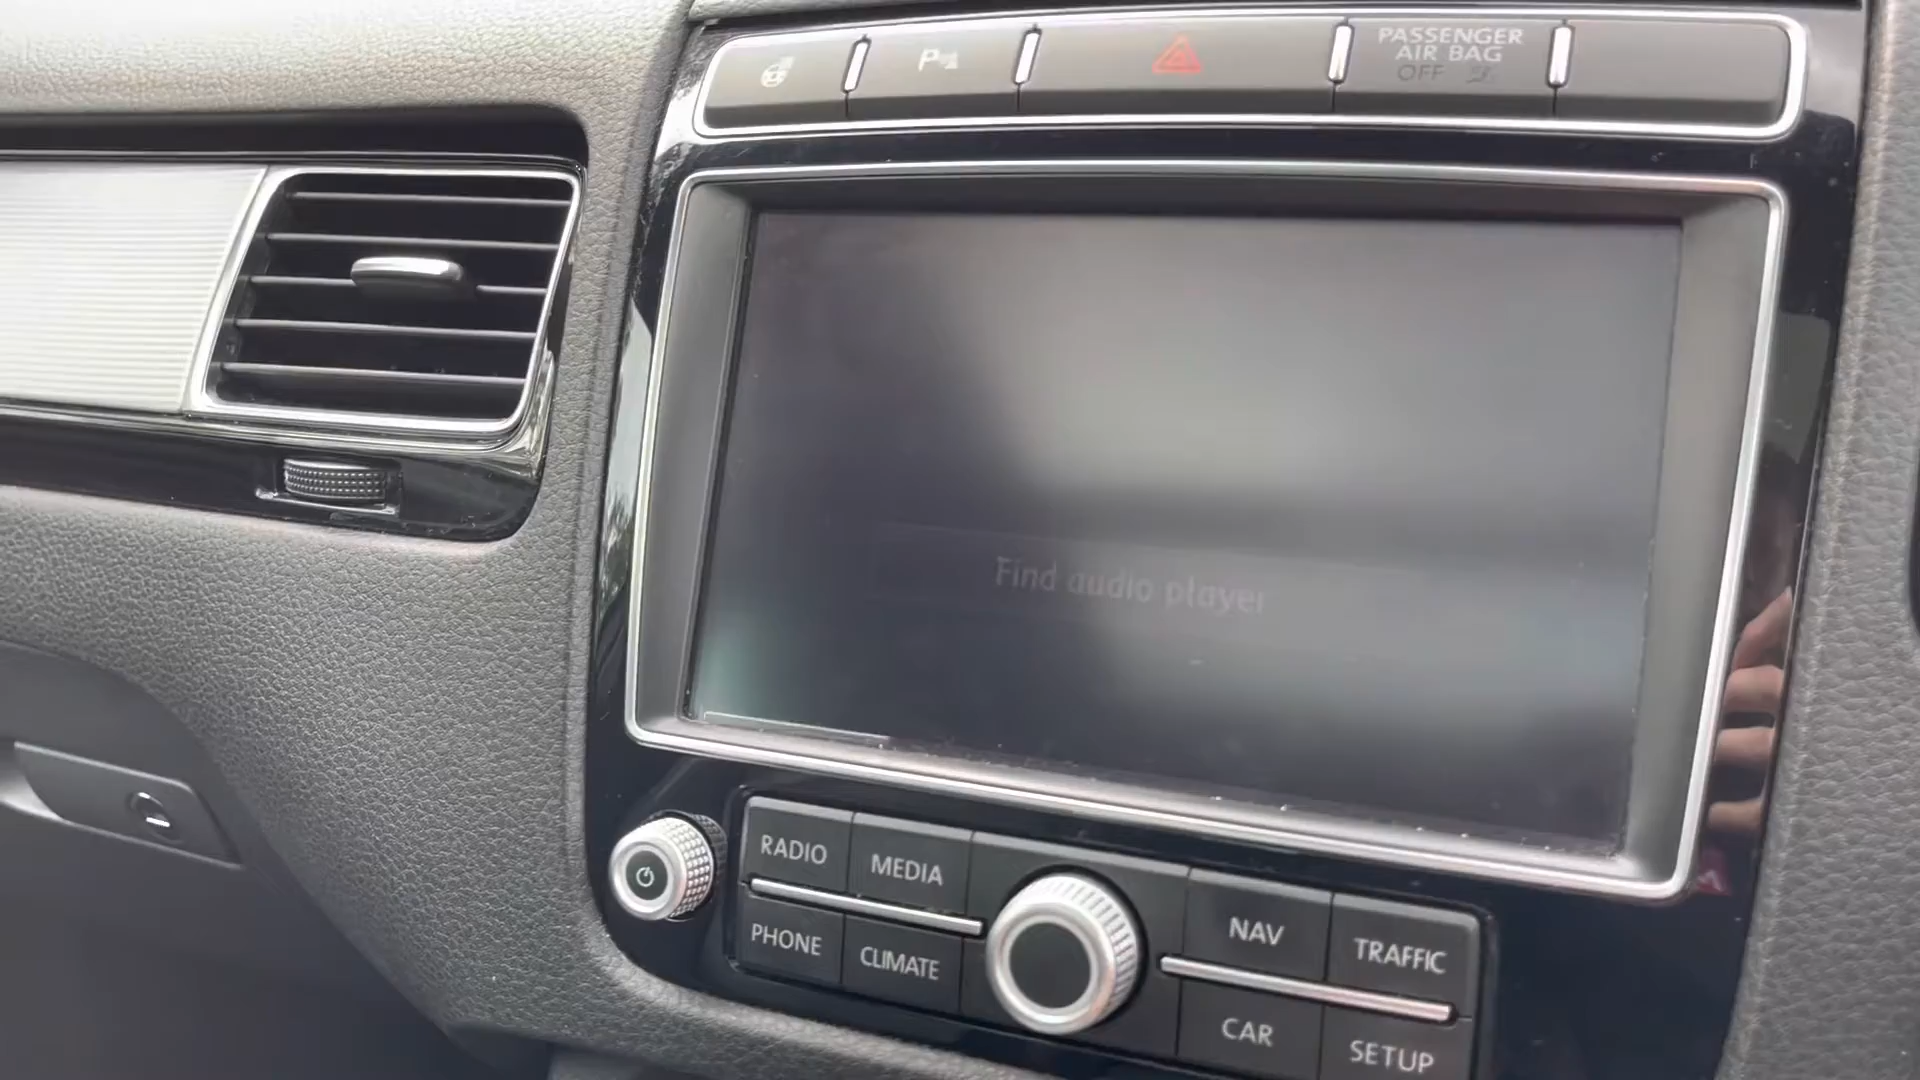 PASSENGER
AIR BAG
OFF
P
Find audio player
RADIO
MEDIA
PHONE
CLIMATE
NAV
TRAFFIC
CAR
SETUP